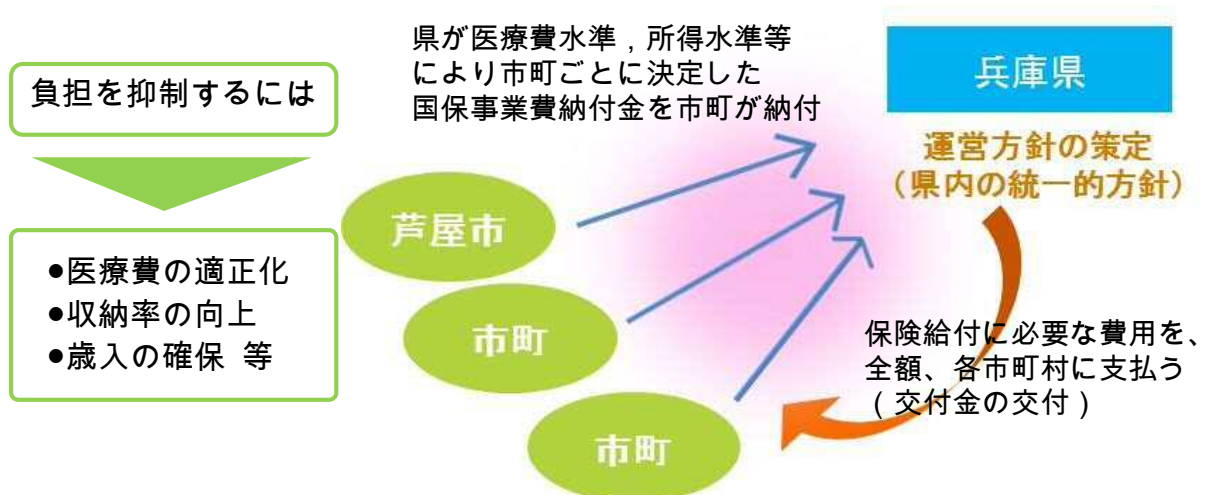 負担を抑制するには
●医療費の適正化
●収納率の向上
●歳入の確保 等
県が医療費水準，所得水準等
により市町ごとに決定した
国保事業費納付金を市町が納付
芦屋市
市町
市町
兵庫県
運営方針の策定
（県内の統一的方針）
保険給付に必要な費用を、
全額、各市町村に支払う
（交付金の交付）